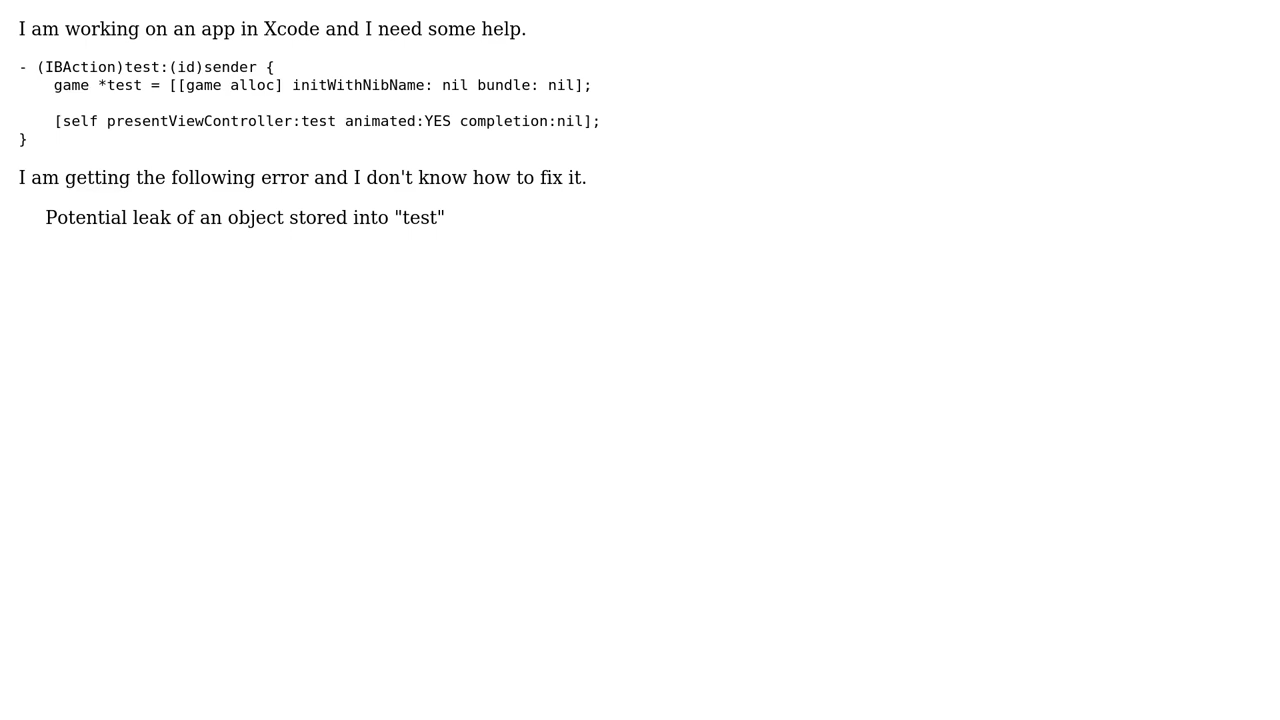 I am working on an app in Xcode and I need some help.
- (IBAction)test:(id)sender {
    game *test = [[game alloc] initWithNibName: nil bundle: nil];
    [self presentViewController:test animated:YES completion:nil];
}
I am getting the following error and I don't know how to fix it.
Potential leak of an object stored into "test"